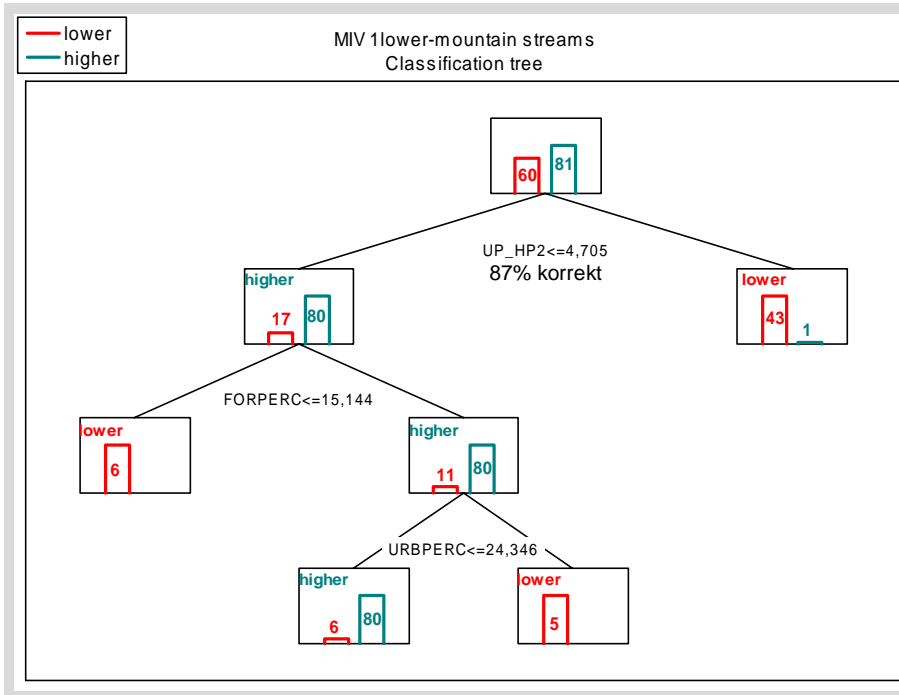 lower
higher
MIV 1lower-mountain streams
Classification tree
60
81
UP_HP2<=4,705
87% korrekt
higher
17
80
lower
43
1
FORPERC<=15,144
lower
6
higher
11
80
URBPERC<=24,346
higher
6
80
lower
5